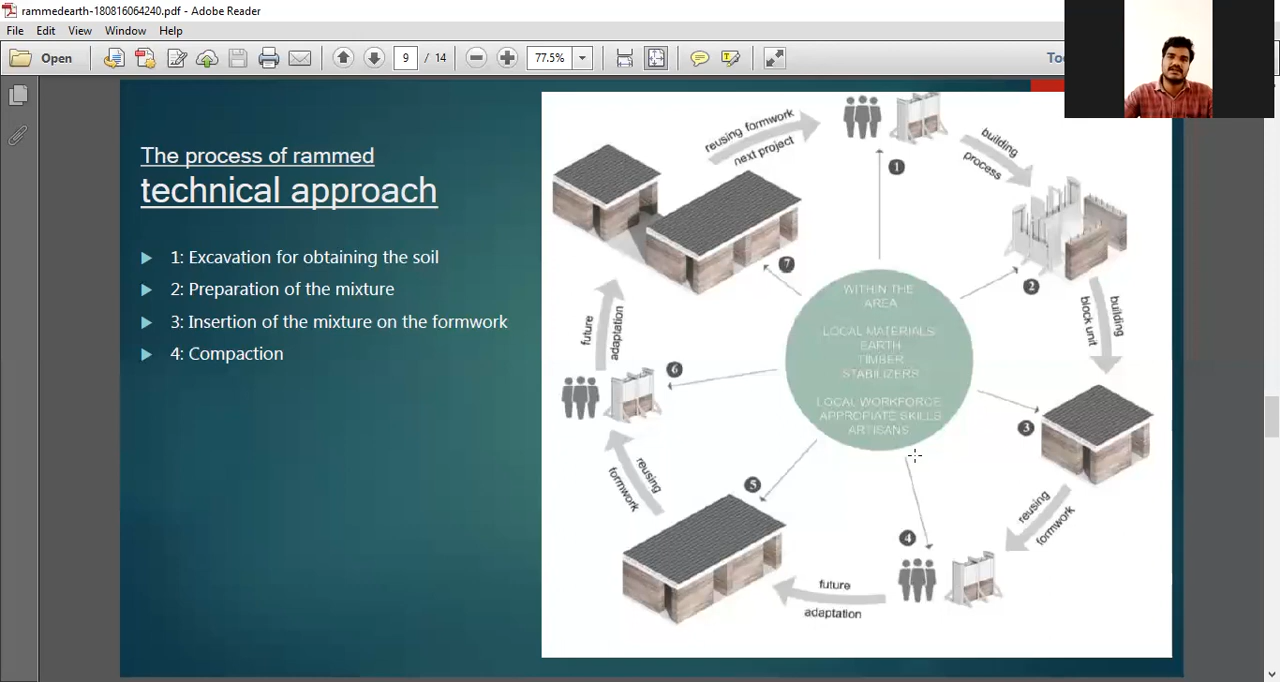 rammedearth-180816064240.pdf - Adobe Reader
File Edit View Window Help
Open 9 / 14 77.5%
The process of rammed
technical approach
1: Excavation for obtaining the soil
2: Preparation of the mixture
3: Insertion of the mixture on the formwork
4: Compaction
reusing formwork
next project
1
building
process
2
building
block unit
3
reusing
formwork
4
future
adaptation
5
reusing
formwork
6
future
adaptation
7
WITHIN THE
AREA
LOCAL MATERIALS
EARTH
TIMBER
STABILIZERS
LOCAL WORKFORCE
APPROPIATE SKILLS
ARTISANS